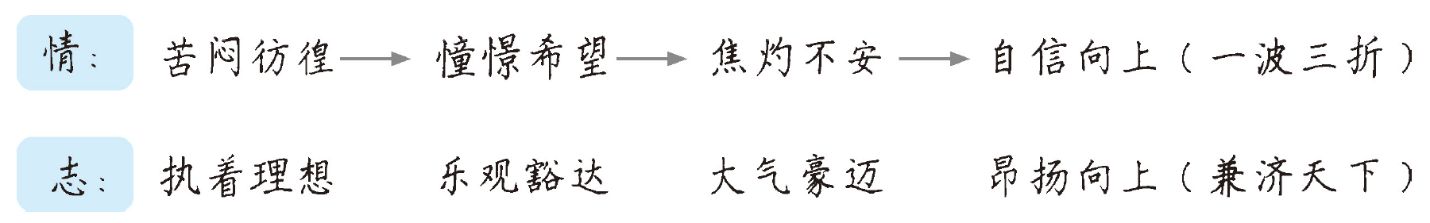 情：苦闷彷徨→憧憬希望→焦灼不安→自信向上（一波三折）
志：执着理想 乐观豁达 大气豪迈 昂扬向上（兼济天下）